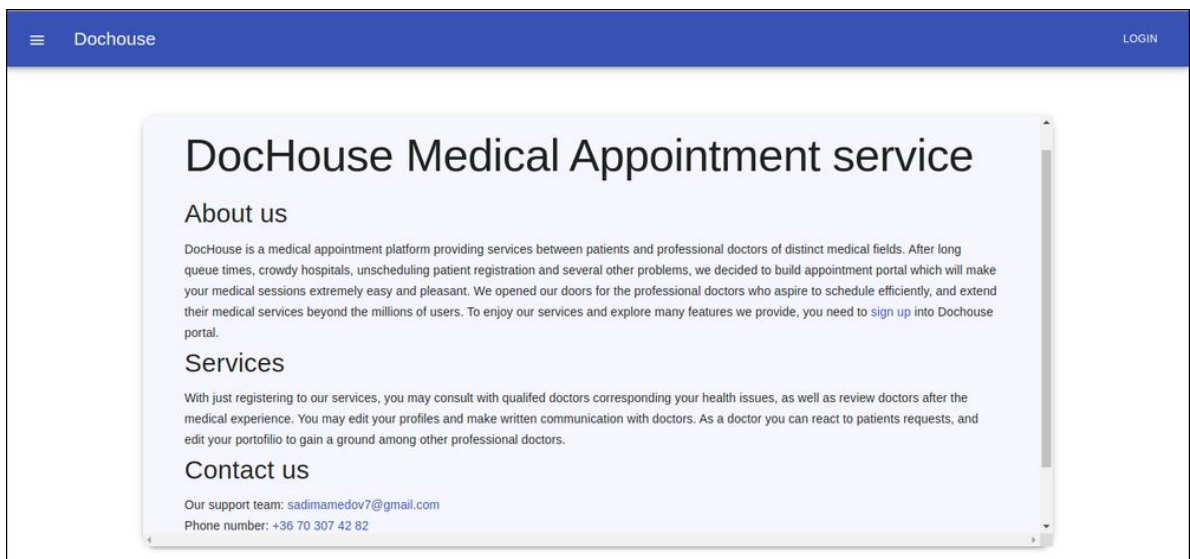 Dochouse
LOGIN
DocHouse Medical Appointment service
About us
DocHouse is a medical appointment platform providing services between patients and professional doctors of distinct medical fields. After long
queue times, crowdy hospitals, unscheduling patient registration and several other problems, we decided to build appointment portal which will make
your medical sessions extremely easy and pleasant. We opened our doors for the professional doctors who aspire to schedule efficiently, and extend
their medical services beyond the millions of users. To enjoy our services and explore many features we provide, you need to sign up into Dochouse
portal.
Services
With just registering to our services, you may consult with qualifed doctors corresponding your health issues, as well as review doctors after the
medical experience. You may edit your profiles and make written communication with doctors. As a doctor you can react to patients requests, and
edit your portofilio to gain a ground among other professional doctors.
Contact us
Our support team: sadimamedov7@gmail.com
Phone number: +36 70 307 42 82